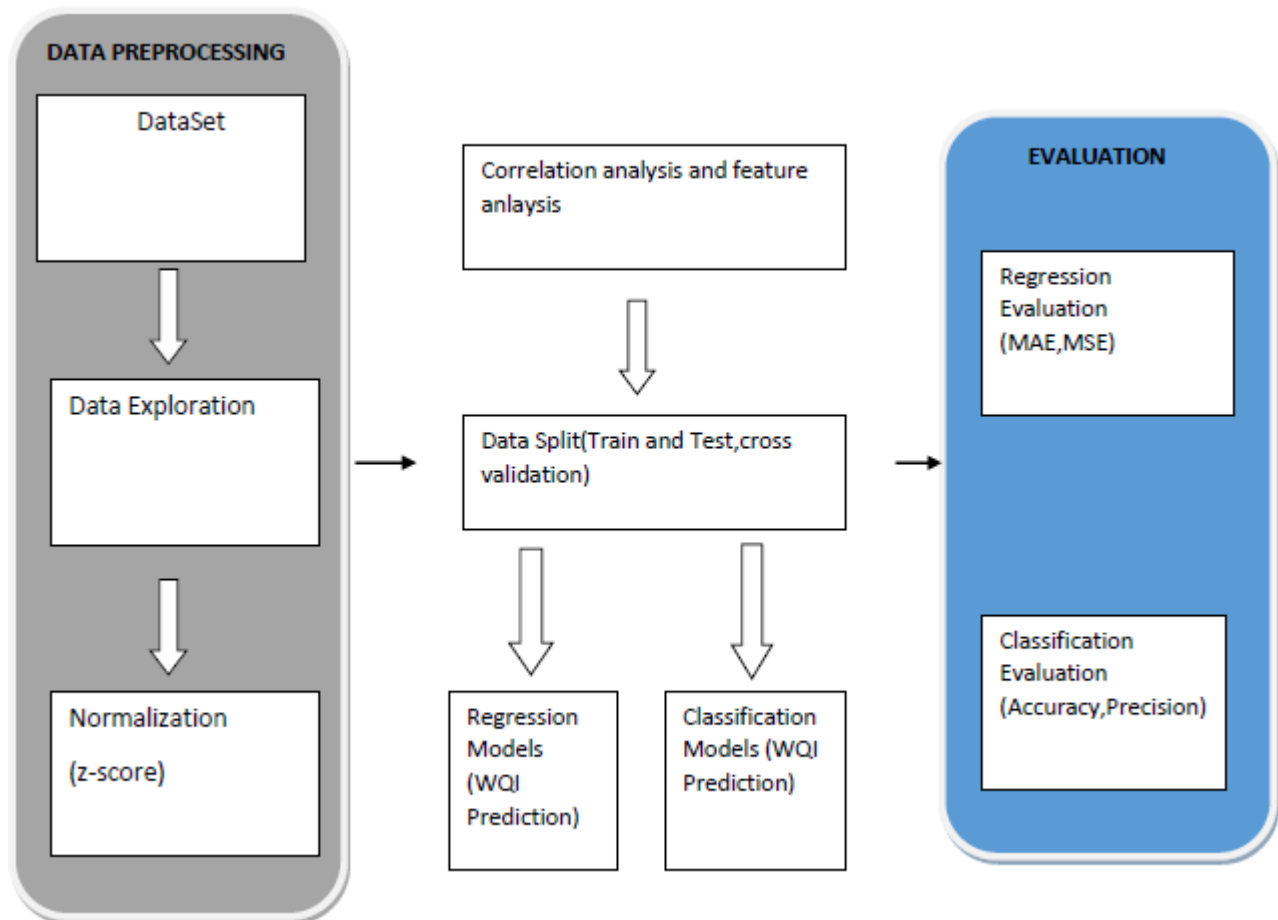 DATA PREPROCESSING
DataSet
Data Exploration
Normalization
(z-score)
Correlation analysis and feature
anlaysis
Data Split(Train and Test,cross
validation)
Regression
Models
(WQI
Prediction)
Classification
Models (WQI
Prediction)
EVALUATION
Regression
Evaluation
(MAE,MSE)
Classification
Evaluation
(Accuracy,Precision)